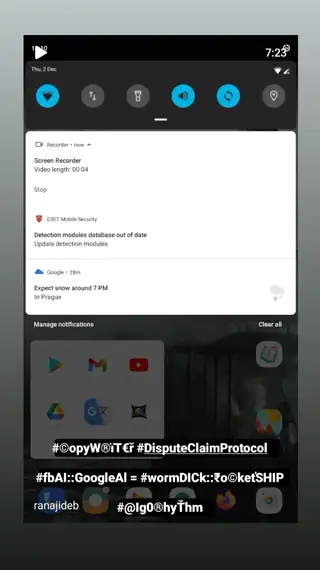 7:23
Thu, 2 Dec
Recorder • now
Screen Recorder
Video length: 00:04
Stop
ESET Mobile Security
Detection modules database out of date
Update detection modules
Google • 28m
Expect snow around 7 PM
In Prague
Manage notifications Clear all
#©opyW®iT€ř #DisputeClaimProtocol
#fbAI::GoogleAI = #wormDICk::₹o©keťSHIP
ranajideb #@lg0®hyŤhm